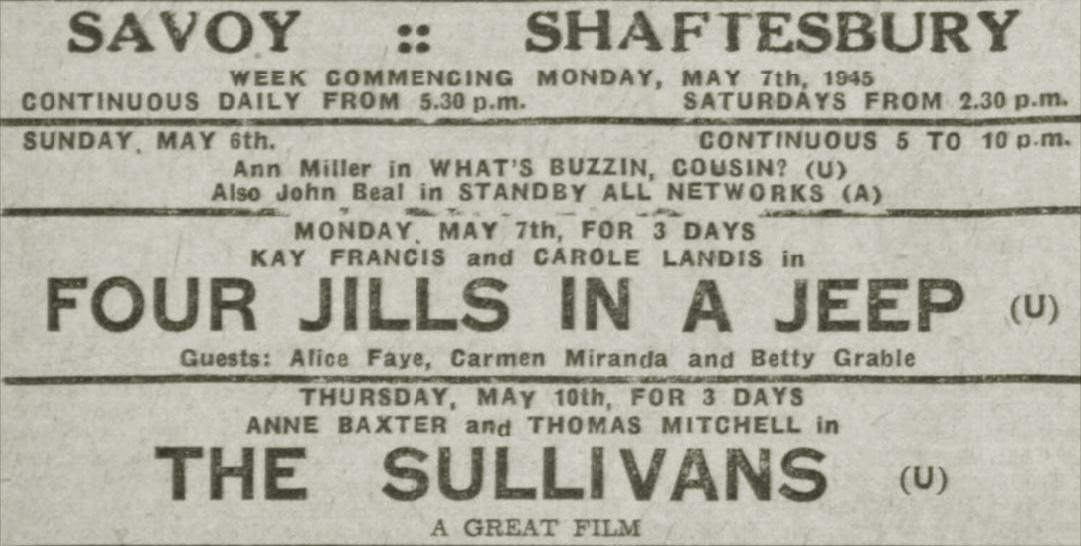 SAVOY :: SHAFTESBURY
WEEK COMMENCING MONDAY, MAY 7th, 1945
CONTINUOUS DAILY FROM 5.30 p.m. SATURDAYS FROM 2.30 p.m.
SUNDAY, MAY 6th. CONTINUOUS 5 TO 10 p.m.
Ann Miller in WHAT'S BUZZIN, COUSIN? (U)
Also John Beal in STANDBY ALL NETWORKS (A)
MONDAY, MAY 7th, FOR 3 DAYS
KAY FRANCIS and CAROLE LANDIS in
FOUR JILLS IN A JEEP (U)
Guests: Alice Faye, Carmen Miranda and Betty Grable
THURSDAY, MAY 10th, FOR 3 DAYS
ANNE BAXTER and THOMAS MITCHELL in
THE SULLIVANS (U)
A GREAT FILM